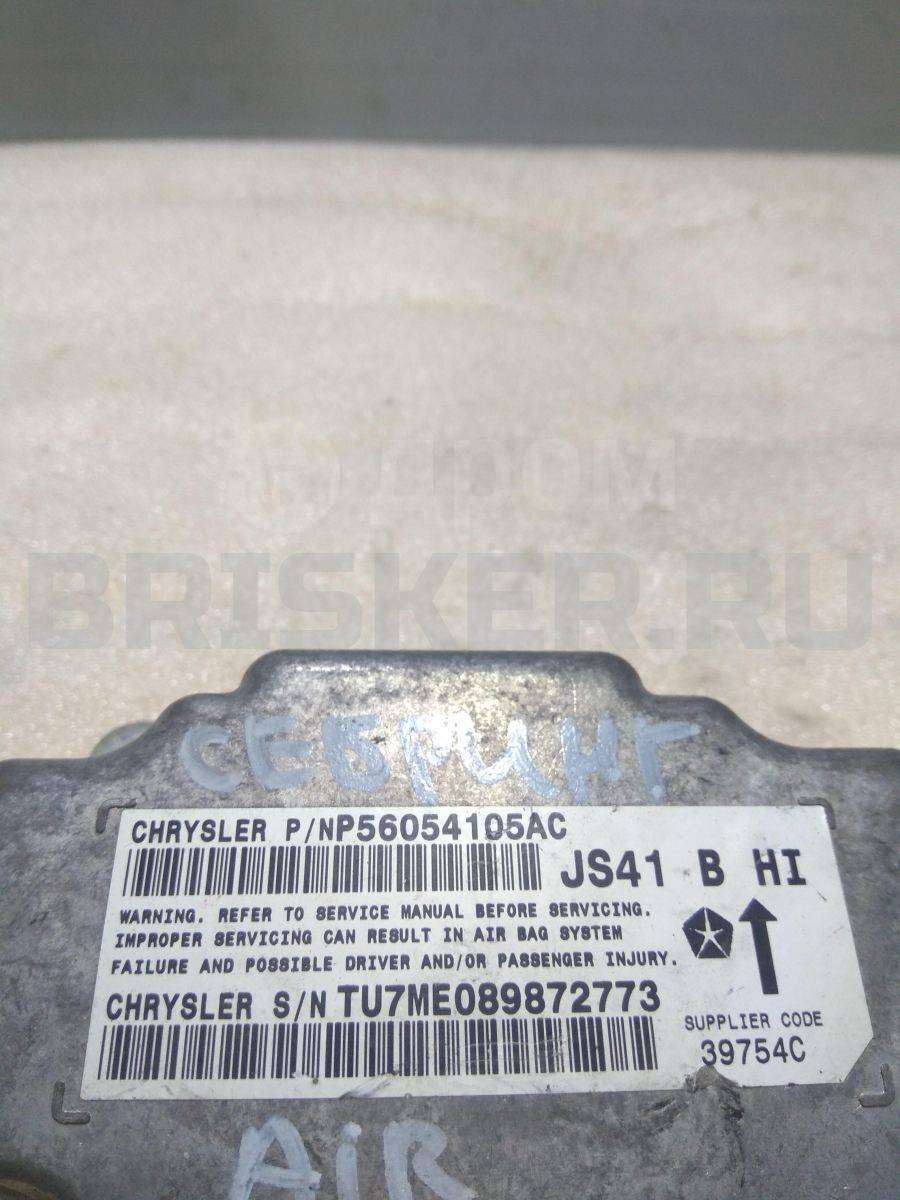 дром
BRISKER.RU
СЕБРИНГ
CHRYSLER P/NP56054105AC
JS41 B HI
WARNING. REFER TO SERVICE MANUAL BEFORE SERVICING.
IMPROPER SERVICING CAN RESULT IN AIR BAG SYSTEM
FAILURE AND POSSIBLE DRIVER AND/OR PASSENGER INJURY.
CHRYSLER S/N TU7ME089872773
SUPPLIER CODE
39754C
AiR